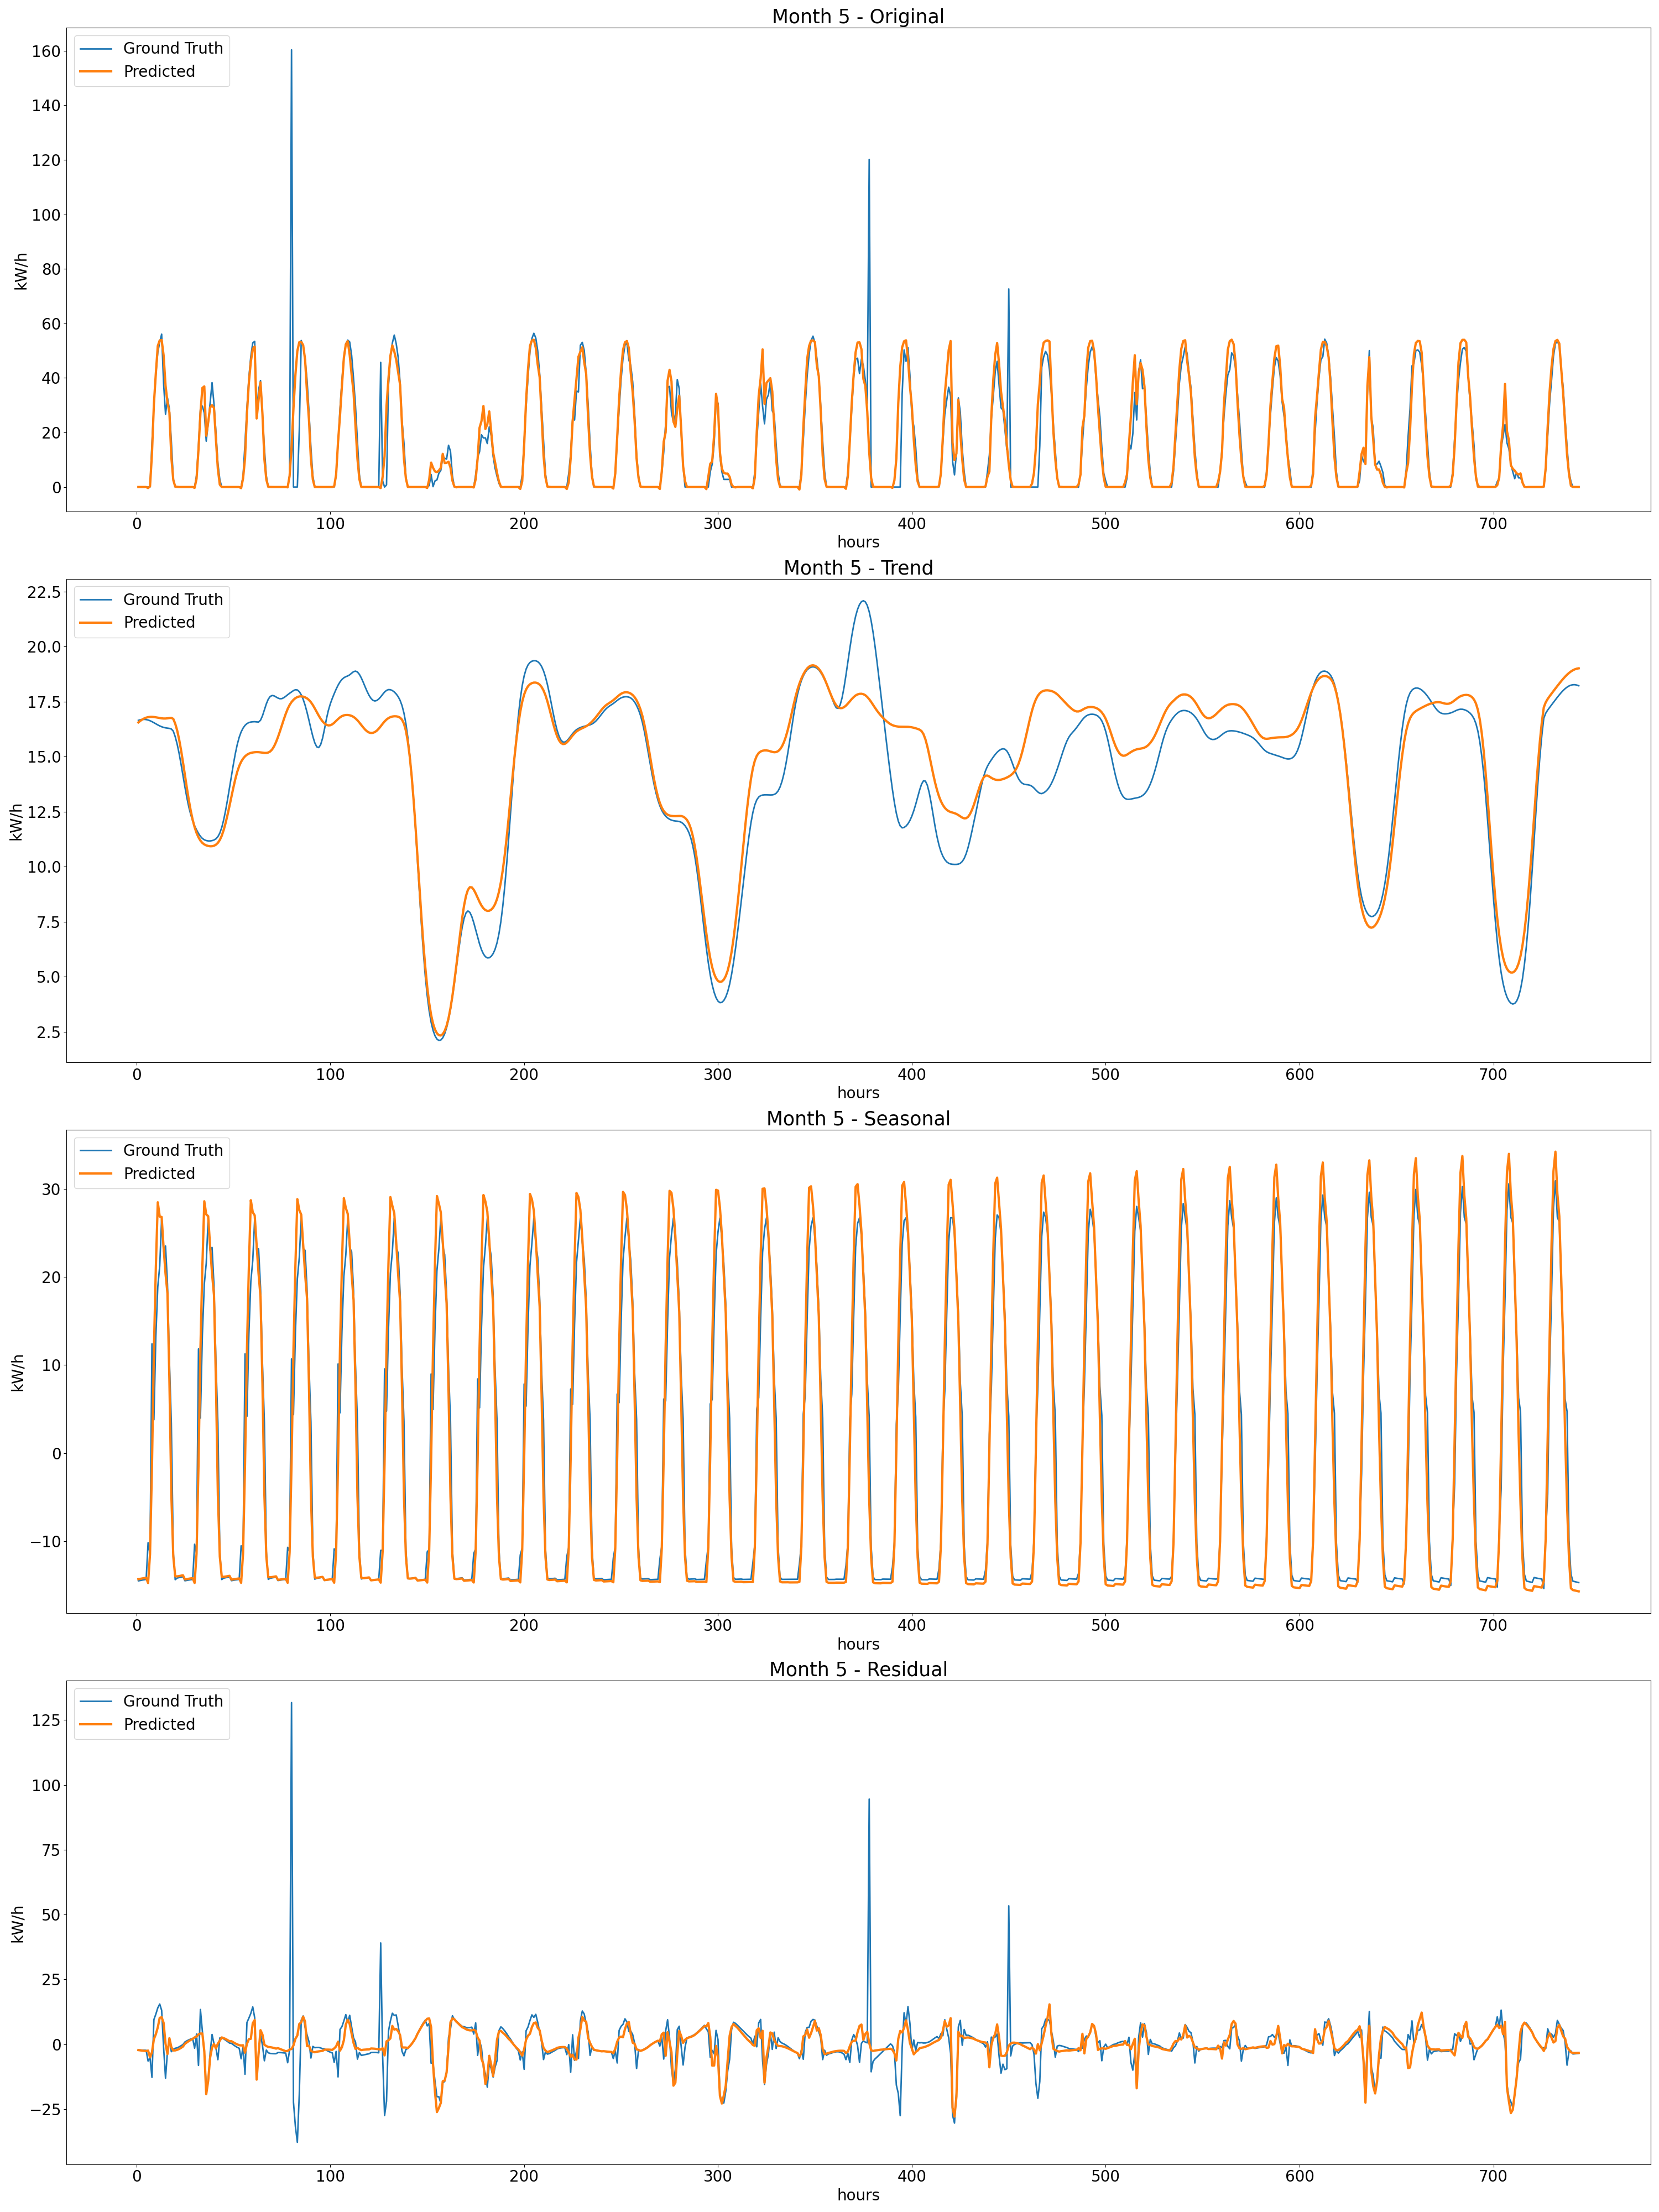 Month 5 - Original
Ground Truth
Predicted
kW/h
160
140
120
100
80
60
40
20
0
0 100 200 300 400 500 600 700
hours
Month 5 - Trend
Ground Truth
Predicted
kW/h
22.5
20.0
17.5
15.0
12.5
10.0
7.5
5.0
2.5
0 100 200 300 400 500 600 700
hours
Month 5 - Seasonal
Ground Truth
Predicted
kW/h
30
20
10
0
−10
0 100 200 300 400 500 600 700
hours
Month 5 - Residual
Ground Truth
Predicted
kW/h
125
100
75
50
25
0
−25
0 100 200 300 400 500 600 700
hours